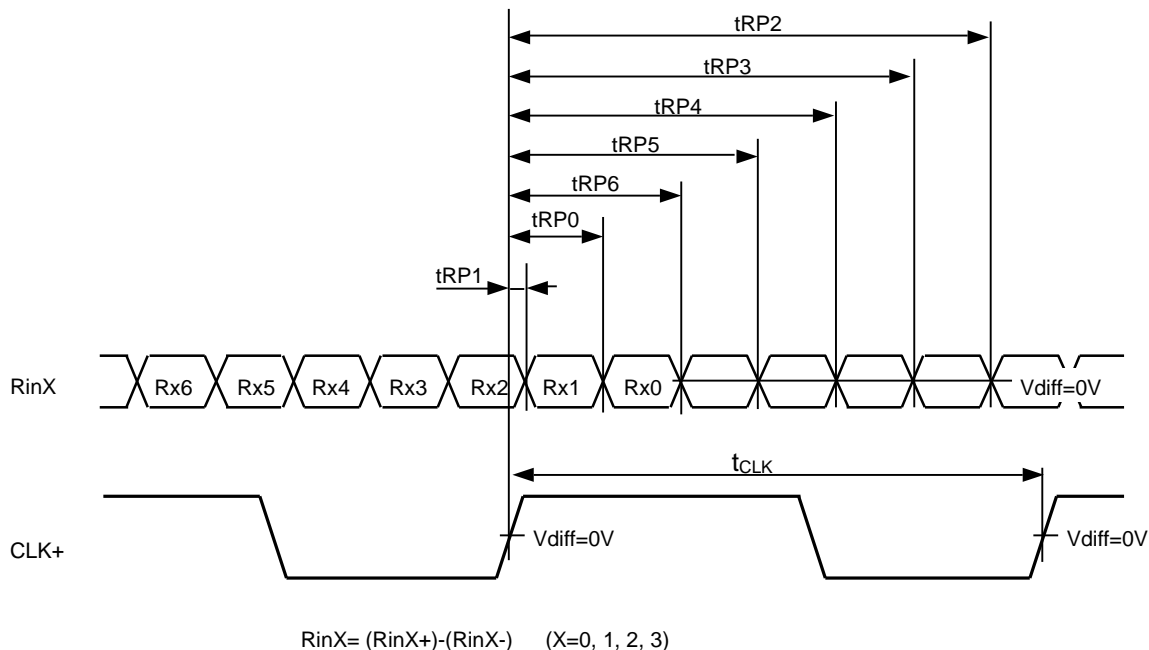 tRP2
tRP3
tRP4
tRP5
tRP6
tRP0
tRP1
RinX
Rx6 Rx5 Rx4 Rx3 Rx2 Rx1 Rx0
Vdiff=0V
tCLK
CLK+
Vdiff=0V
Vdiff=0V
RinX= (RinX+)-(RinX-) (X=0, 1, 2, 3)